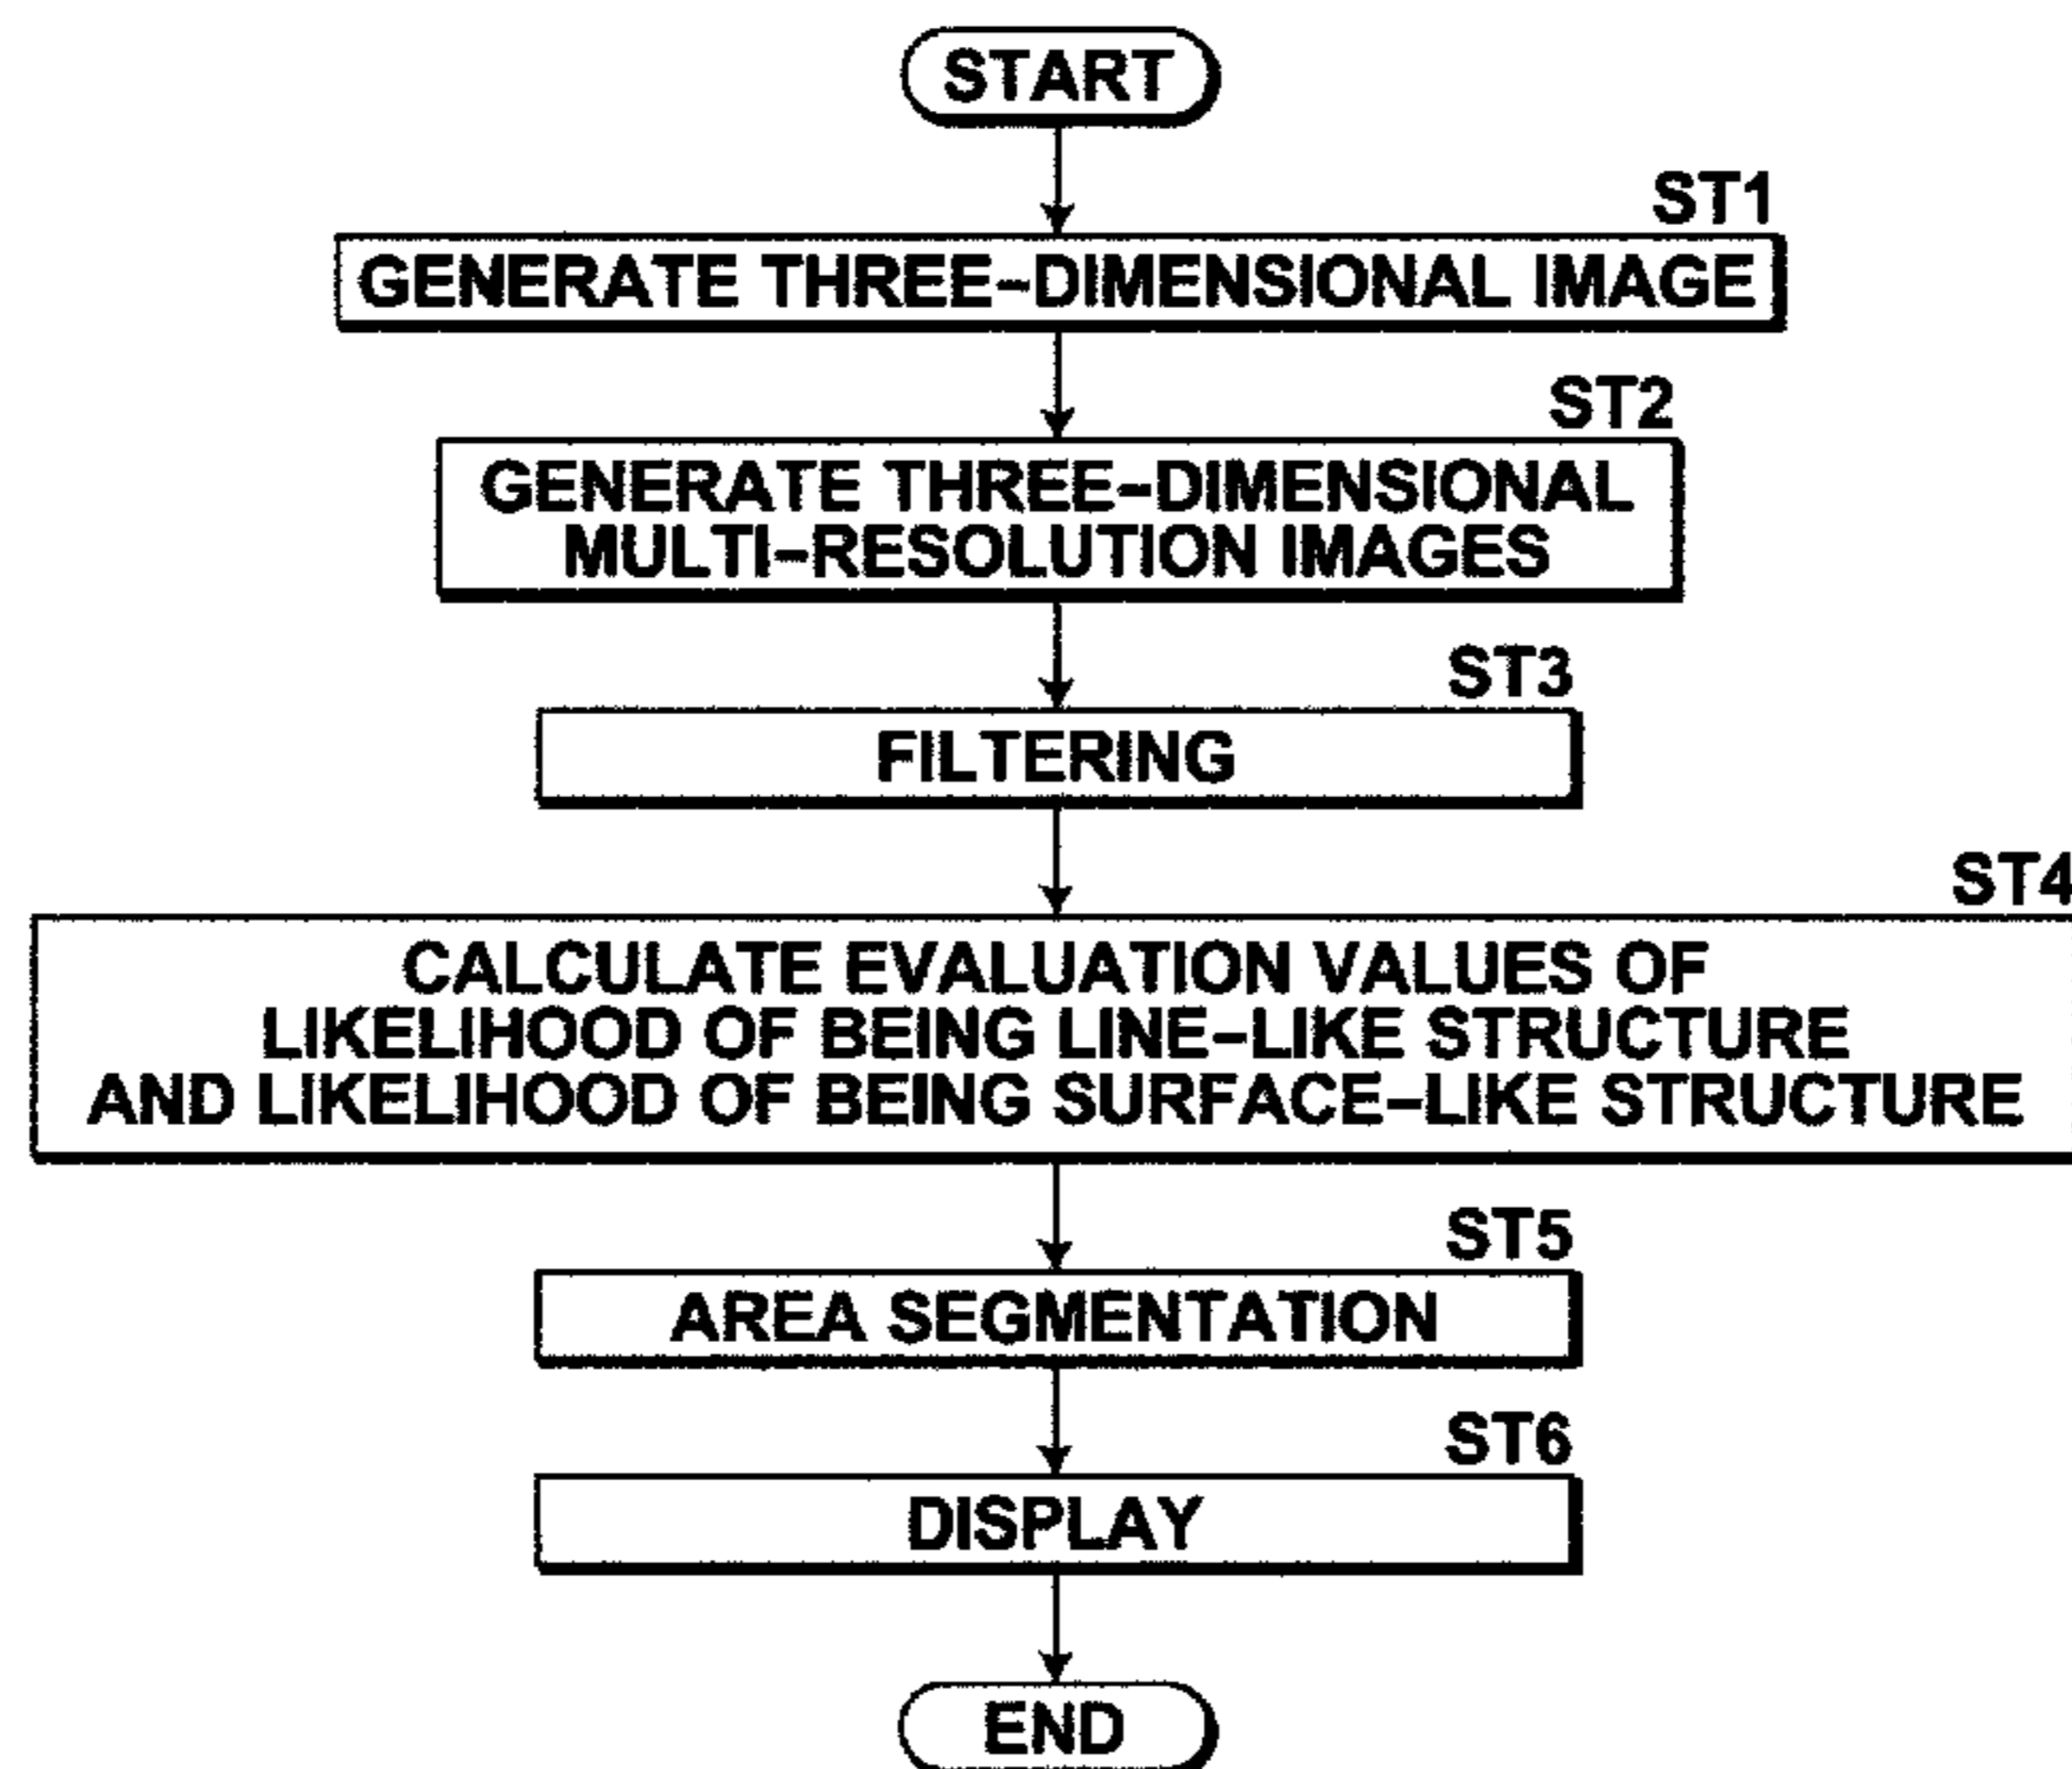 START
ST1
GENERATE THREE-DIMENSIONAL IMAGE
ST2
GENERATE THREE-DIMENSIONAL
MULTI-RESOLUTION IMAGES
ST3
FILTERING
ST4
CALCULATE EVALUATION VALUES OF
LIKELIHOOD OF BEING LINE-LIKE STRUCTURE
AND LIKELIHOOD OF BEING SURFACE-LIKE STRUCTURE
ST5
AREA SEGMENTATION
ST6
DISPLAY
END